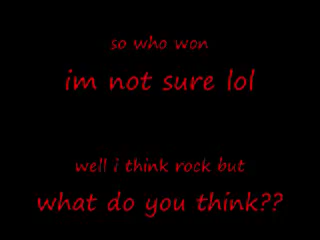 so who won
im not sure lol
well i think rock but
what do you think??